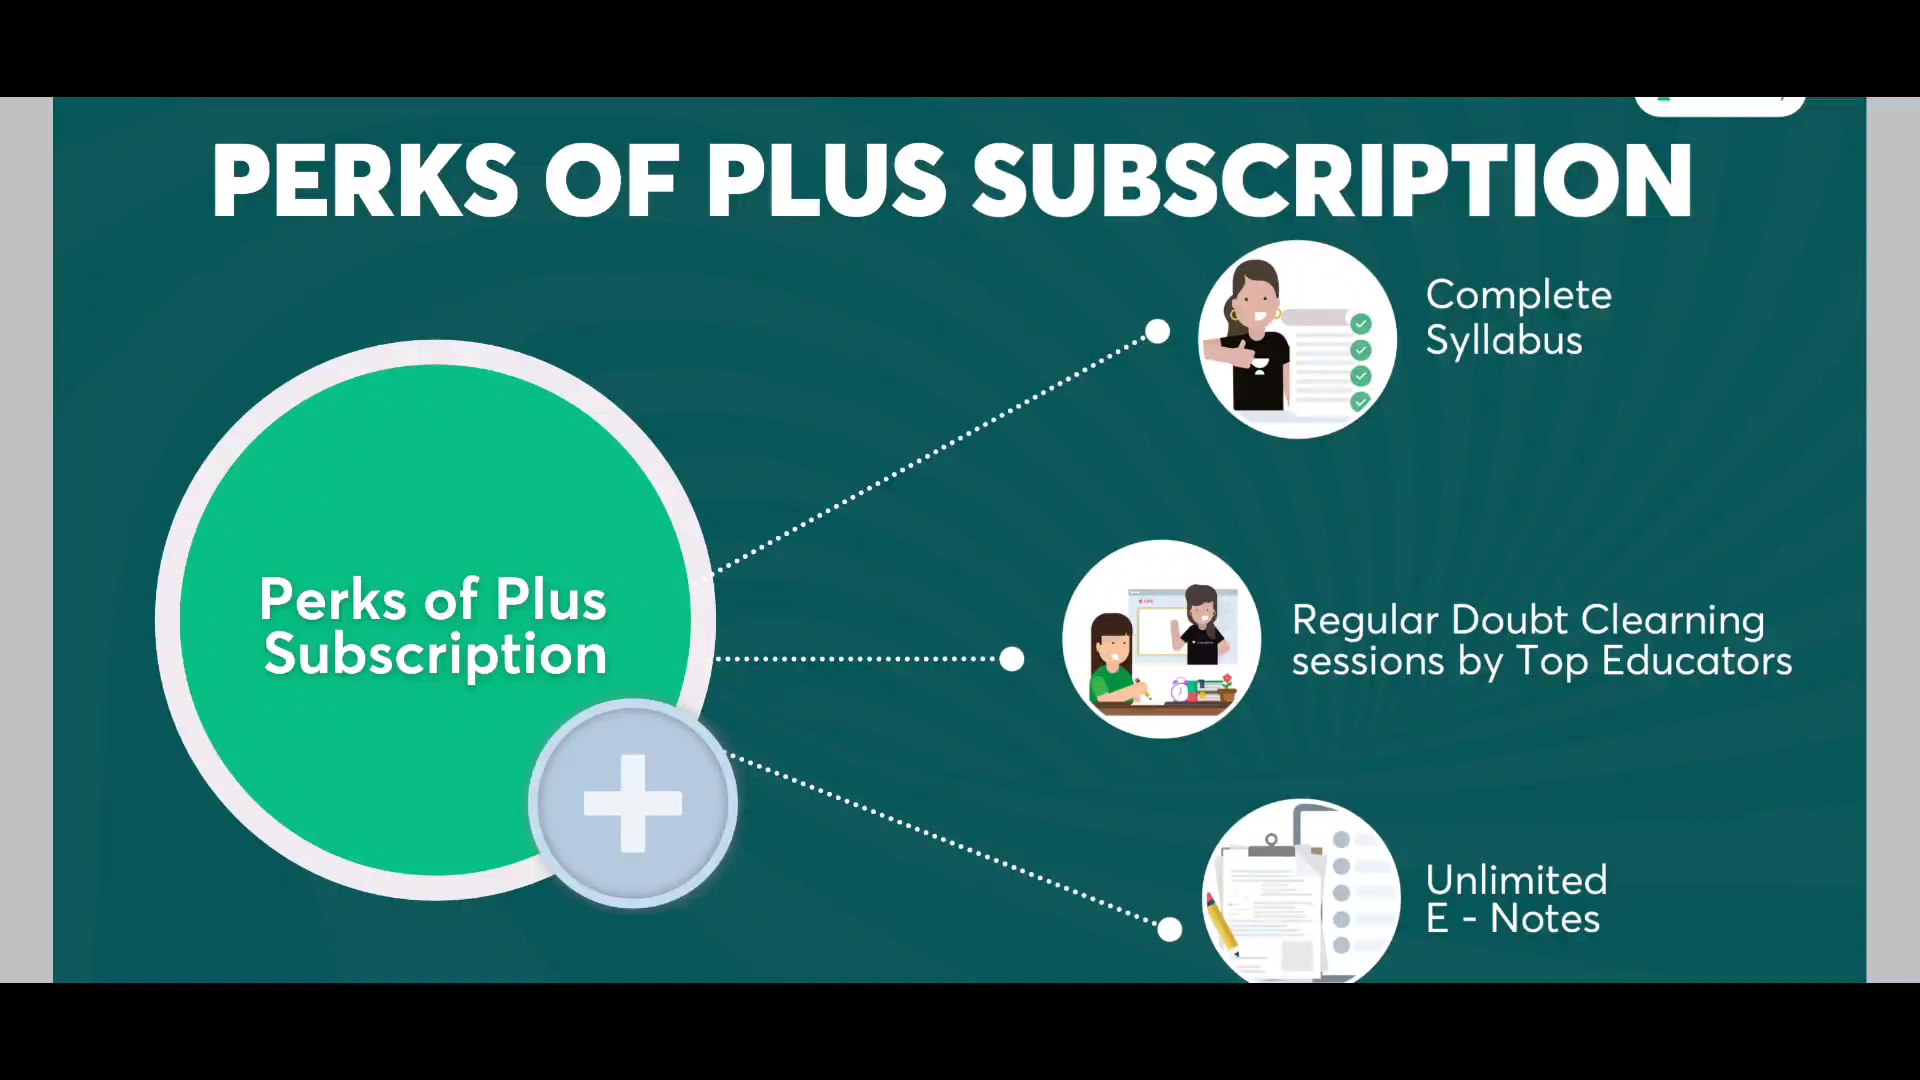 PERKS OF PLUS SUBSCRIPTION
Complete
Syllabus
Perks of Plus
Subscription
Regular Doubt Clearning
sessions by Top Educators
Unlimited
E - Notes